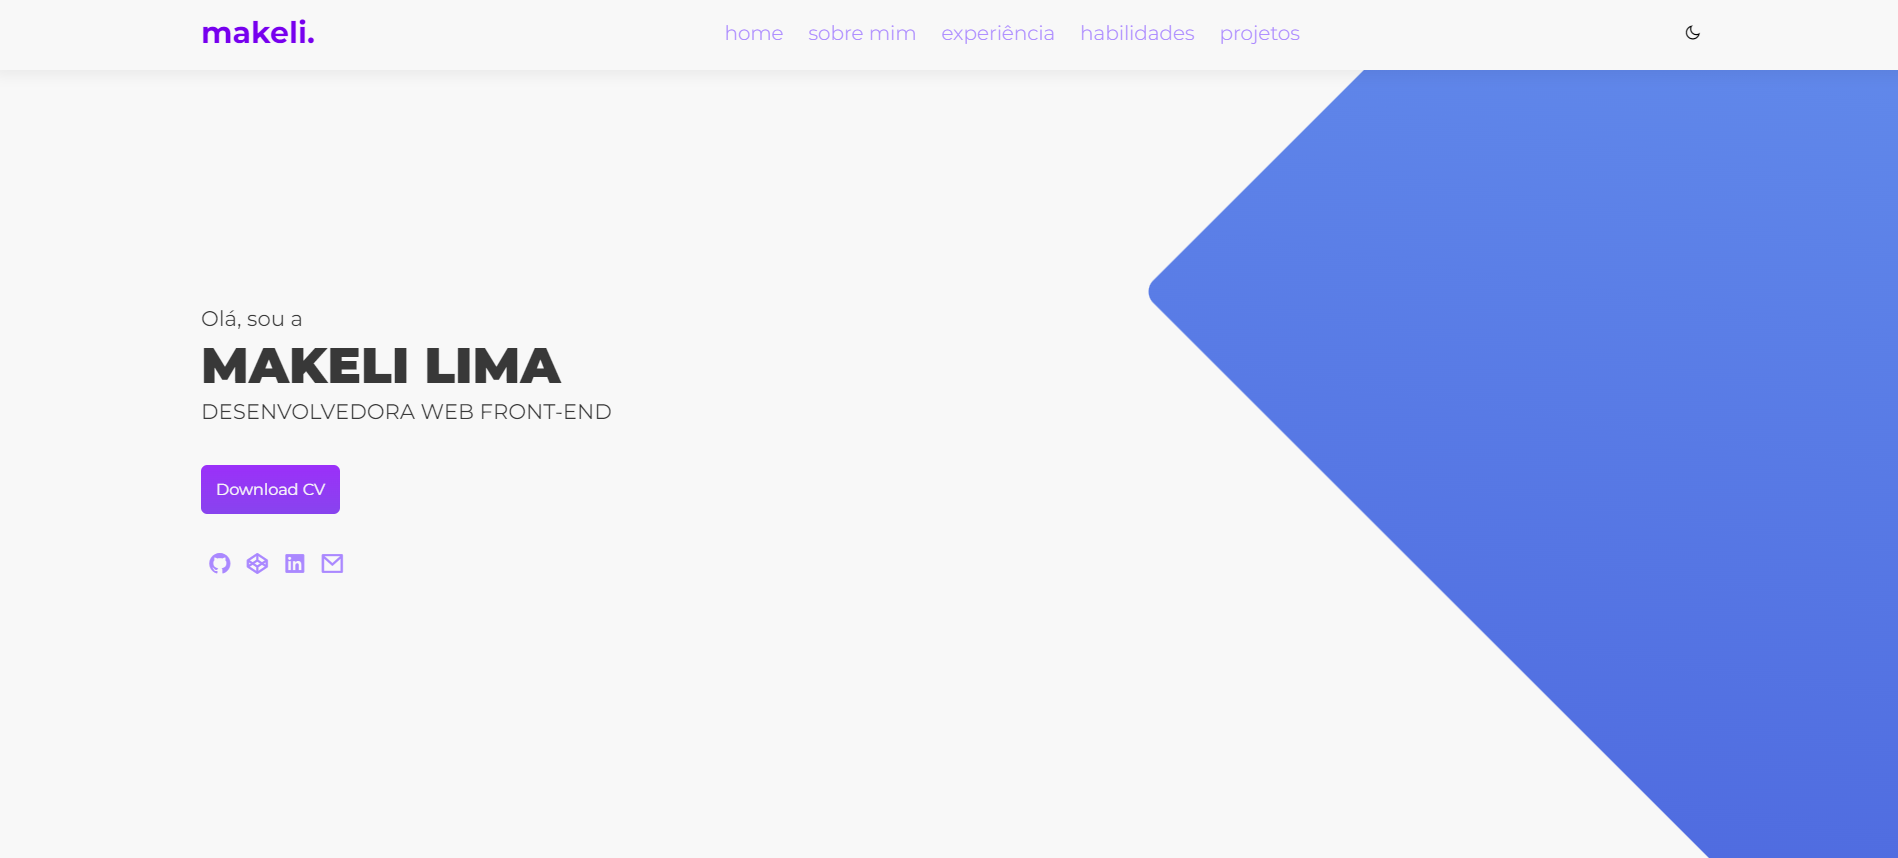 makeli.
home sobre mim experiência habilidades projetos
Olá, sou a
MAKELI LIMA
DESENVOLVEDORA WEB FRONT-END
Download CV